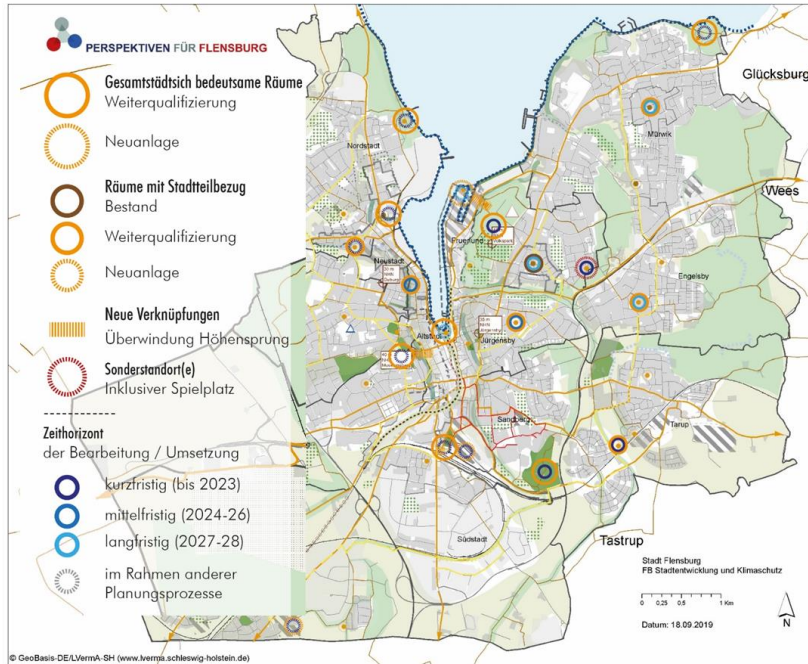 PERSPEKTIVEN FÜR FLENSBURG
Gesamtstädtsich bedeutsame Räume
Weiterqualifizierung
Neuanlage
Räume mit Stadtteilbezug
Bestand
Weiterqualifizierung
Neuanlage
Neue Verknüpfungen
Überwindung Höhensprung
Sonderstandort(e)
Inklusiver Spielplatz
Zeithorizont
der Bearbeitung / Umsetzung
kurzfristig (bis 2023)
mittelfristig (2024-26)
langfristig (2027-28)
im Rahmen anderer
Planungsprozesse
Glücksburg
Mürwik
Nordstadt
Wees
Fruerlund
Volkspark
Neustadt
Engelsby
Altstadt
Jürgensby
Sandberg
Tarup
Südstadt
Tastrup
Stadt Flensburg
FB Stadtentwicklung und Klimaschutz
0 0,25 0,5 1 Km
Datum: 18.09.2019
N
© GeoBasis-DE/LVermA-SH (www.lverma.schleswig-holstein.de)